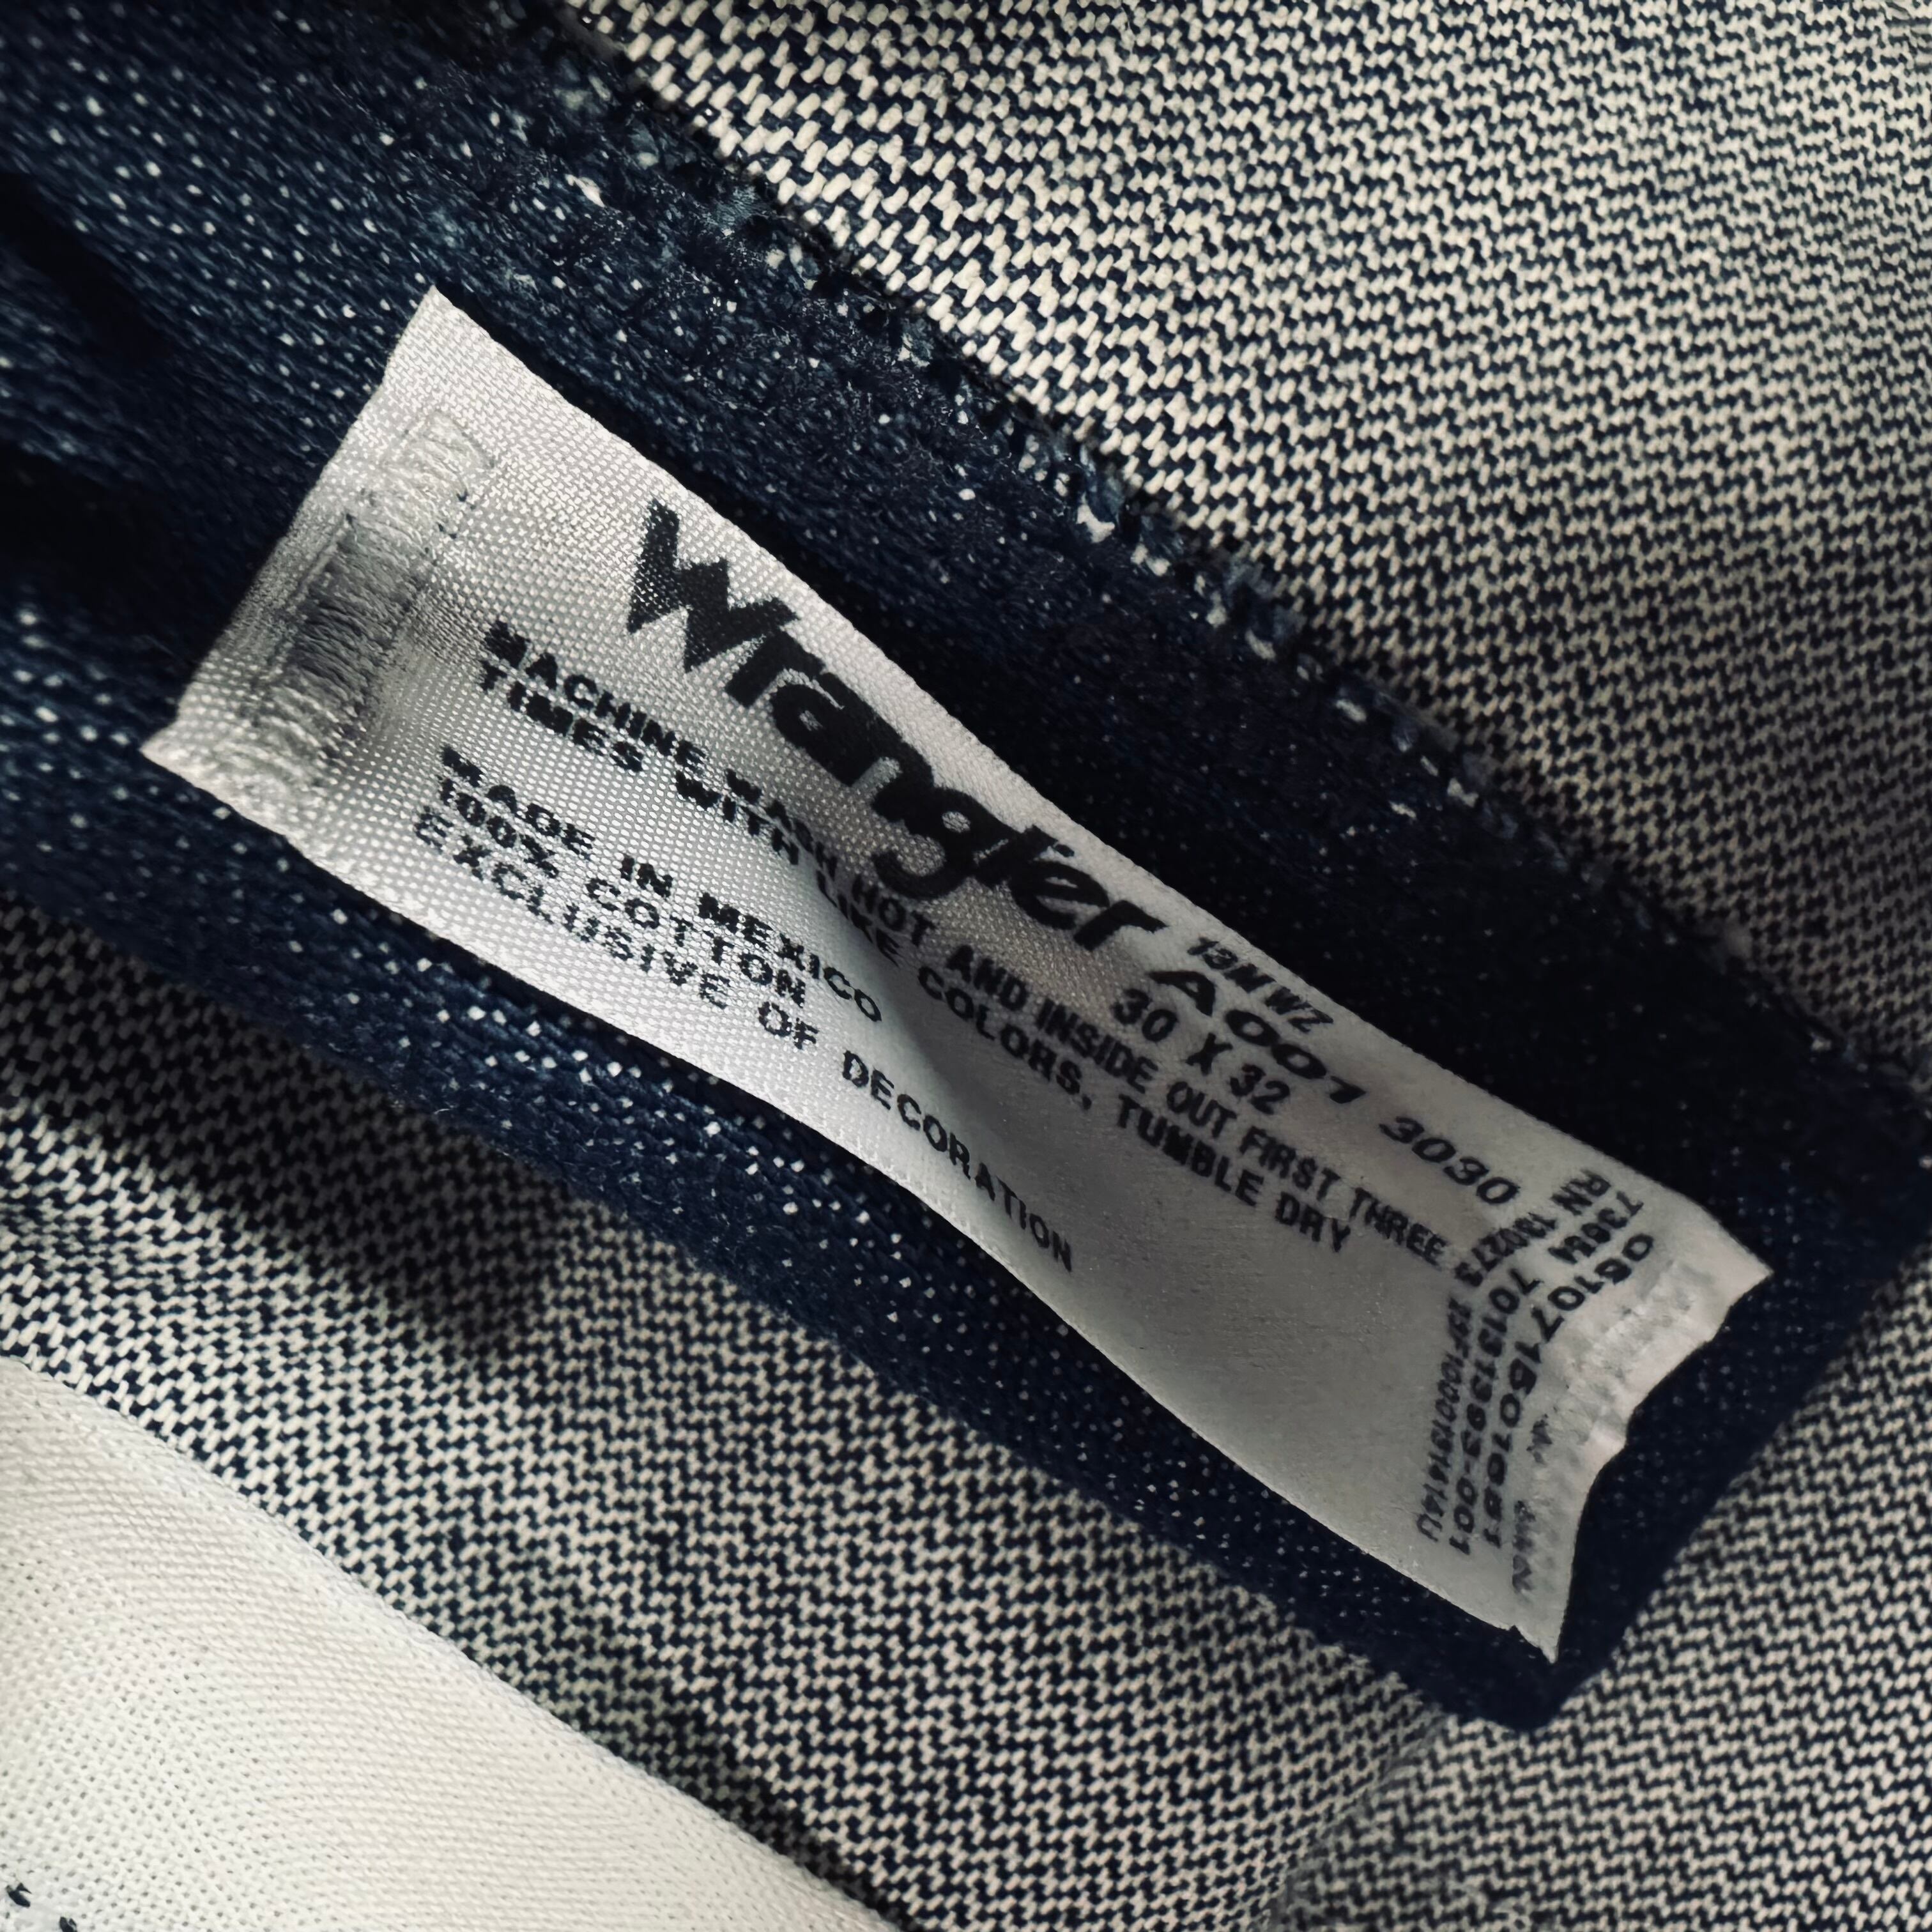 Wrangler
13MWZ
A001 3030
30 X 32
MACHINE WASH HOT AND INSIDE OUT FIRST THREE
TIMES WITH LIKE COLORS, TUMBLE DRY
MADE IN MEXICO
100% COTTON
EXCLUSIVE OF DECORATION
RN 130273